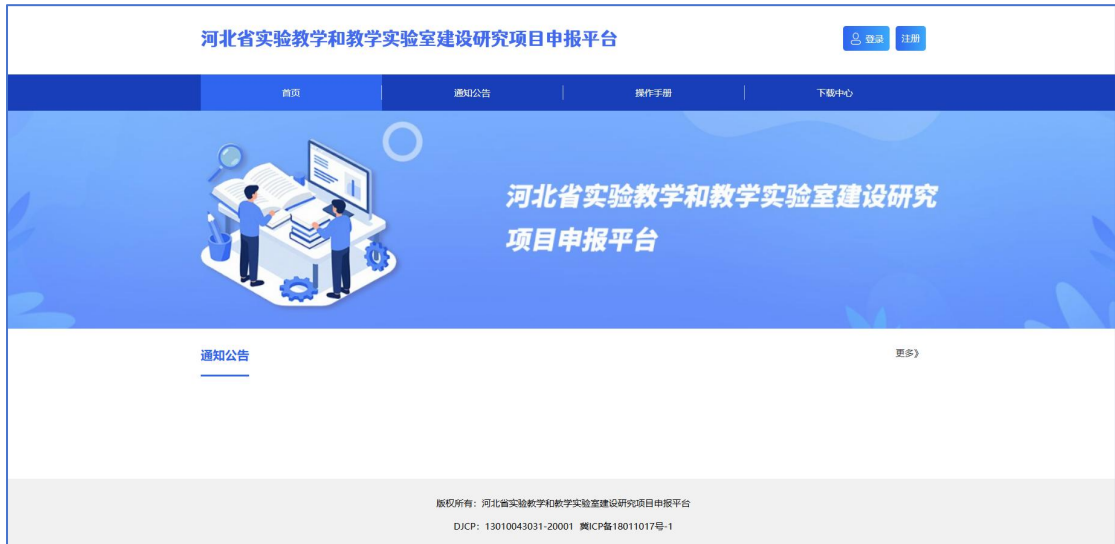 河北省实验教学和教学实验室建设研究项目申报平台
登录 注册
首页 通知公告 操作手册 下载中心
河北省实验教学和教学实验室建设研究
项目申报平台
通知公告 更多》
版权所有：河北省实验教学和教学实验室建设研究项目申报平台
DJCP：13010043031-20001 冀ICP备18011017号-1